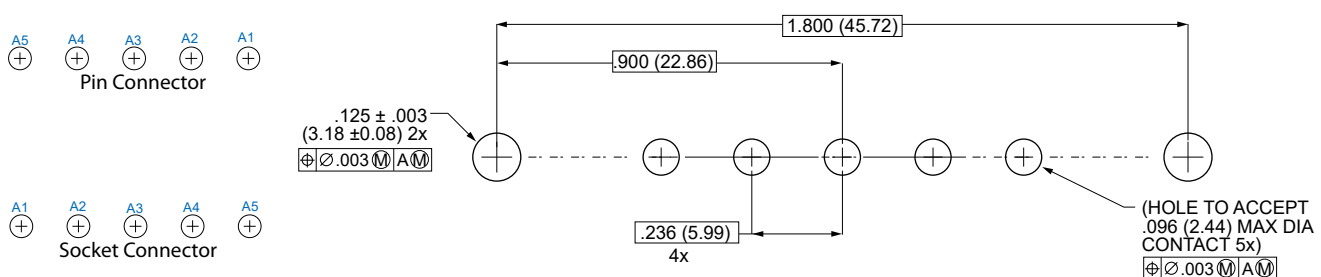 A5 A4 A3 A2 A1
Pin Connector
A1 A2 A3 A4 A5
Socket Connector
1.800 (45.72)
.900 (22.86)
.125 ± .003
(3.18 ±0.08) 2x
⌖ ∅.003 Ⓜ A Ⓜ
.236 (5.99)
4x
(HOLE TO ACCEPT
.096 (2.44) MAX DIA
CONTACT 5x)
⌖ ∅.003 Ⓜ A Ⓜ